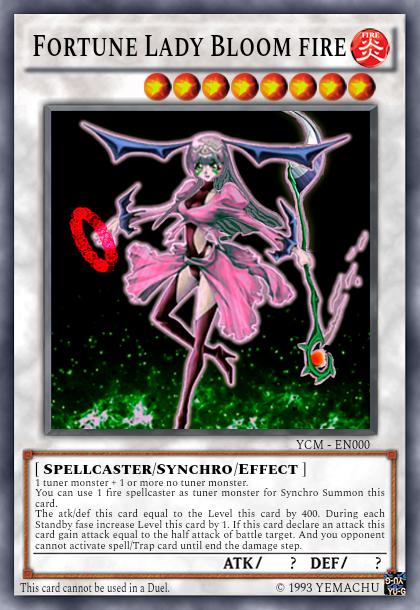 FORTUNE LADY BLOOM FIRE
FIRE
炎
YCM - EN000
[ SPELLCASTER/SYNCHRO/EFFECT ]
1 tuner monster + 1 or more no tuner monster.
You can use 1 fire spellcaster as tuner monster for Synchro Summon this
card.
The atk/def this card equal to the Level this card by 400. During each
Standby fase increase Level this card by 1. If this card declare an attack this
card gain attack equal to the half attack of battle target. And you opponent
cannot activate spell/Trap card until end the damage step.
ATK/ ? DEF/ ?
This card cannot be used in a Duel.
© 1993 YEMACHU
YU-G
YU-G